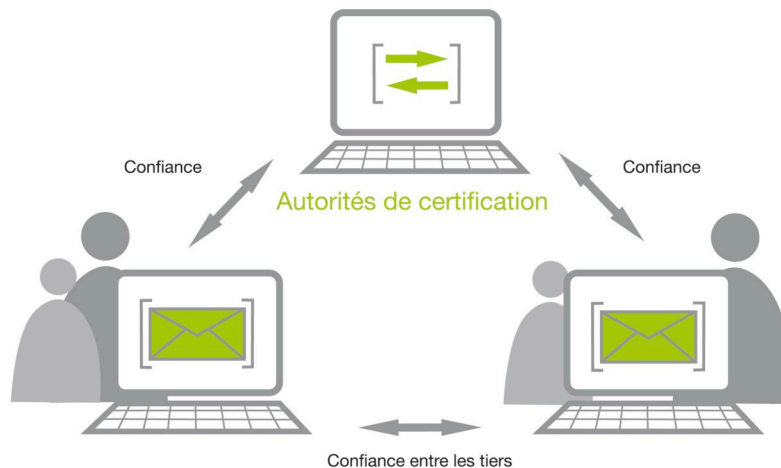 Confiance
Confiance
Autorités de certification
Confiance entre les tiers